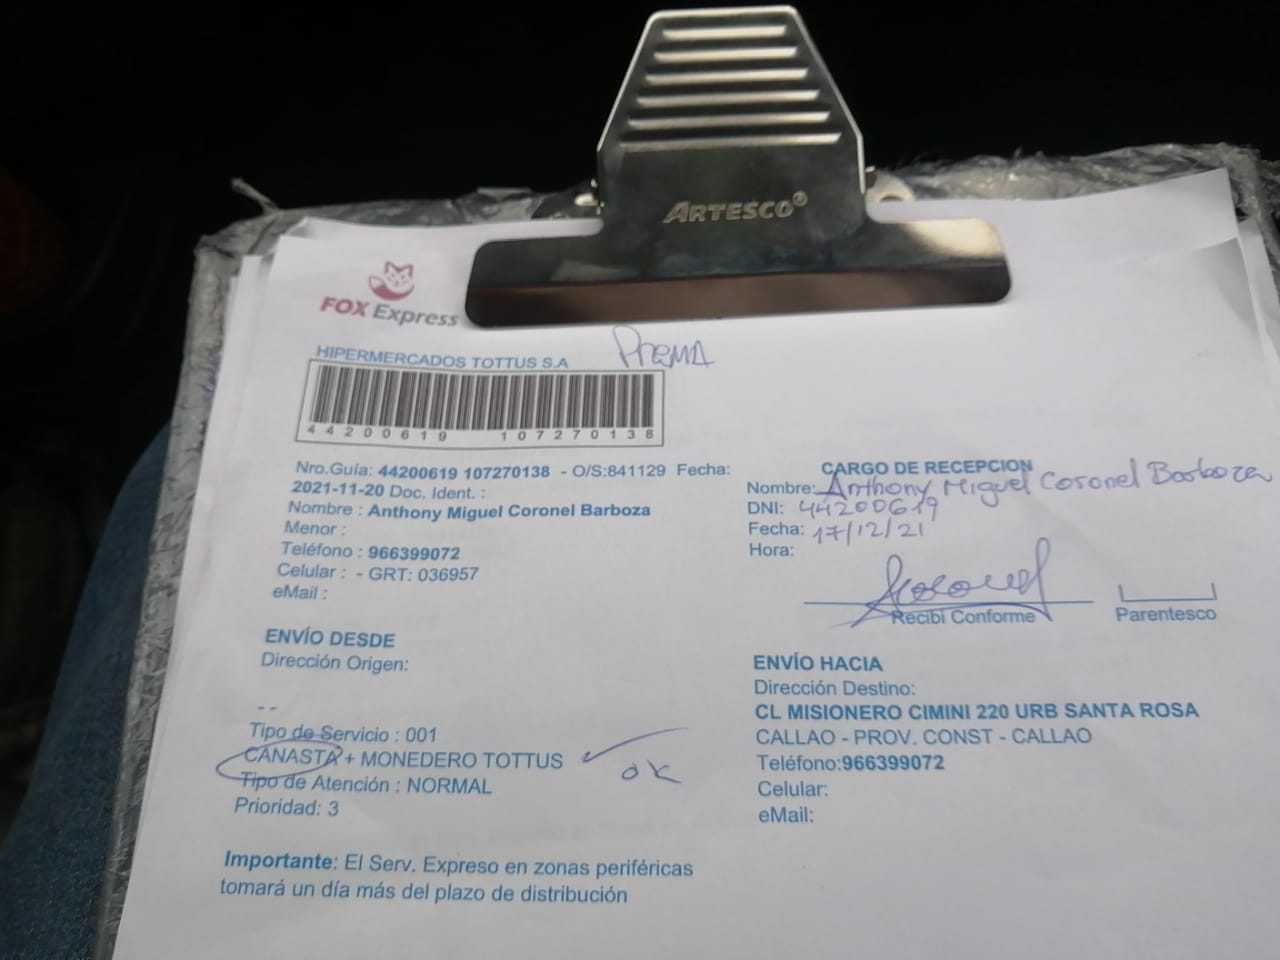 ARTESCO®
FOX Express
HIPERMERCADOS TOTTUS S.A
PREMA
44200619 107270138
Nro.Guía: 44200619 107270138 - O/S:841129 Fecha:
2021-11-20 Doc. Ident. :
Nombre : Anthony Miguel Coronel Barboza
Menor :
Teléfono : 966399072
Celular : - GRT: 036957
eMail :
CARGO DE RECEPCION
Nombre: Anthony Miguel Coronel Barboza
DNI: 44200619
Fecha: 17/12/21
Hora:
Recibí Conforme
Parentesco
ENVÍO DESDE
Dirección Origen:
- -
Tipo de Servicio : 001
CANASTA + MONEDERO TOTTUS
OK
Tipo de Atención : NORMAL
Prioridad: 3
ENVÍO HACIA
Dirección Destino:
CL MISIONERO CIMINI 220 URB SANTA ROSA
CALLAO - PROV. CONST - CALLAO
Teléfono:966399072
Celular:
eMail:
Importante: El Serv. Expreso en zonas periféricas
tomará un día más del plazo de distribución